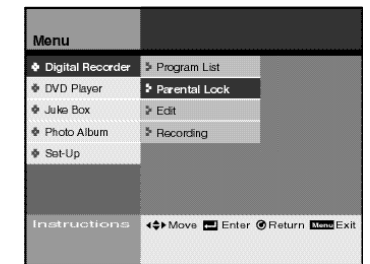 Menu
Digital Recorder
Program List
DVD Player
Parental Lock
Juke Box
Edit
Photo Album
Recording
Set-Up
Instructions Move Enter Return Menu Exit